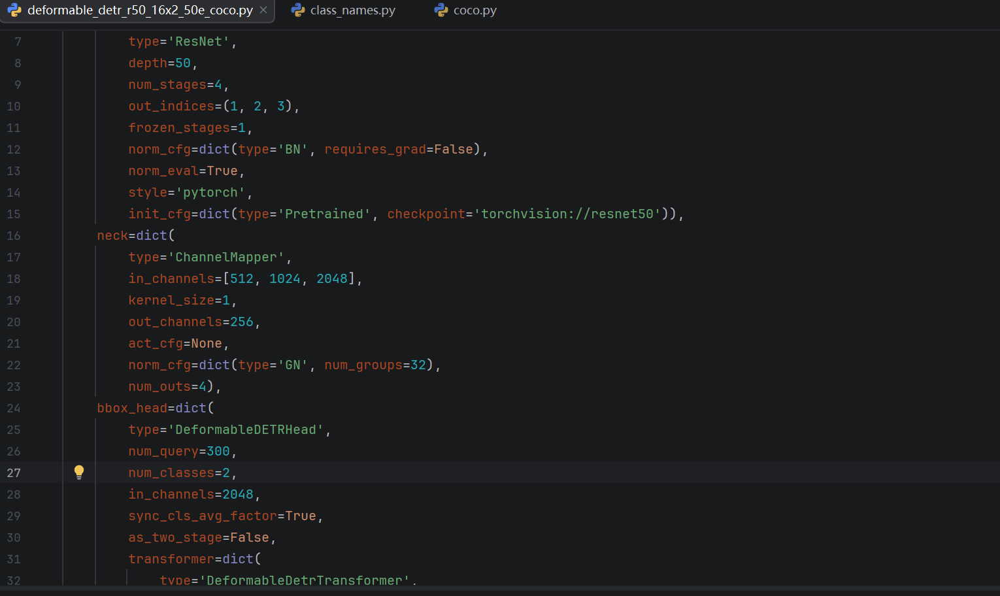 deformable_detr_r50_16x2_50e_coco.py class_names.py coco.py
7 type='ResNet',
8 depth=50,
9 num_stages=4,
10 out_indices=(1, 2, 3),
11 frozen_stages=1,
12 norm_cfg=dict(type='BN', requires_grad=False),
13 norm_eval=True,
14 style='pytorch',
15 init_cfg=dict(type='Pretrained', checkpoint='torchvision://resnet50')),
16 neck=dict(
17 type='ChannelMapper',
18 in_channels=[512, 1024, 2048],
19 kernel_size=1,
20 out_channels=256,
21 act_cfg=None,
22 norm_cfg=dict(type='GN', num_groups=32),
23 num_outs=4),
24 bbox_head=dict(
25 type='DeformableDETRHead',
26 num_query=300,
27 num_classes=2,
28 in_channels=2048,
29 sync_cls_avg_factor=True,
30 as_two_stage=False,
31 transformer=dict(
32 type='DeformableDetrTransformer',